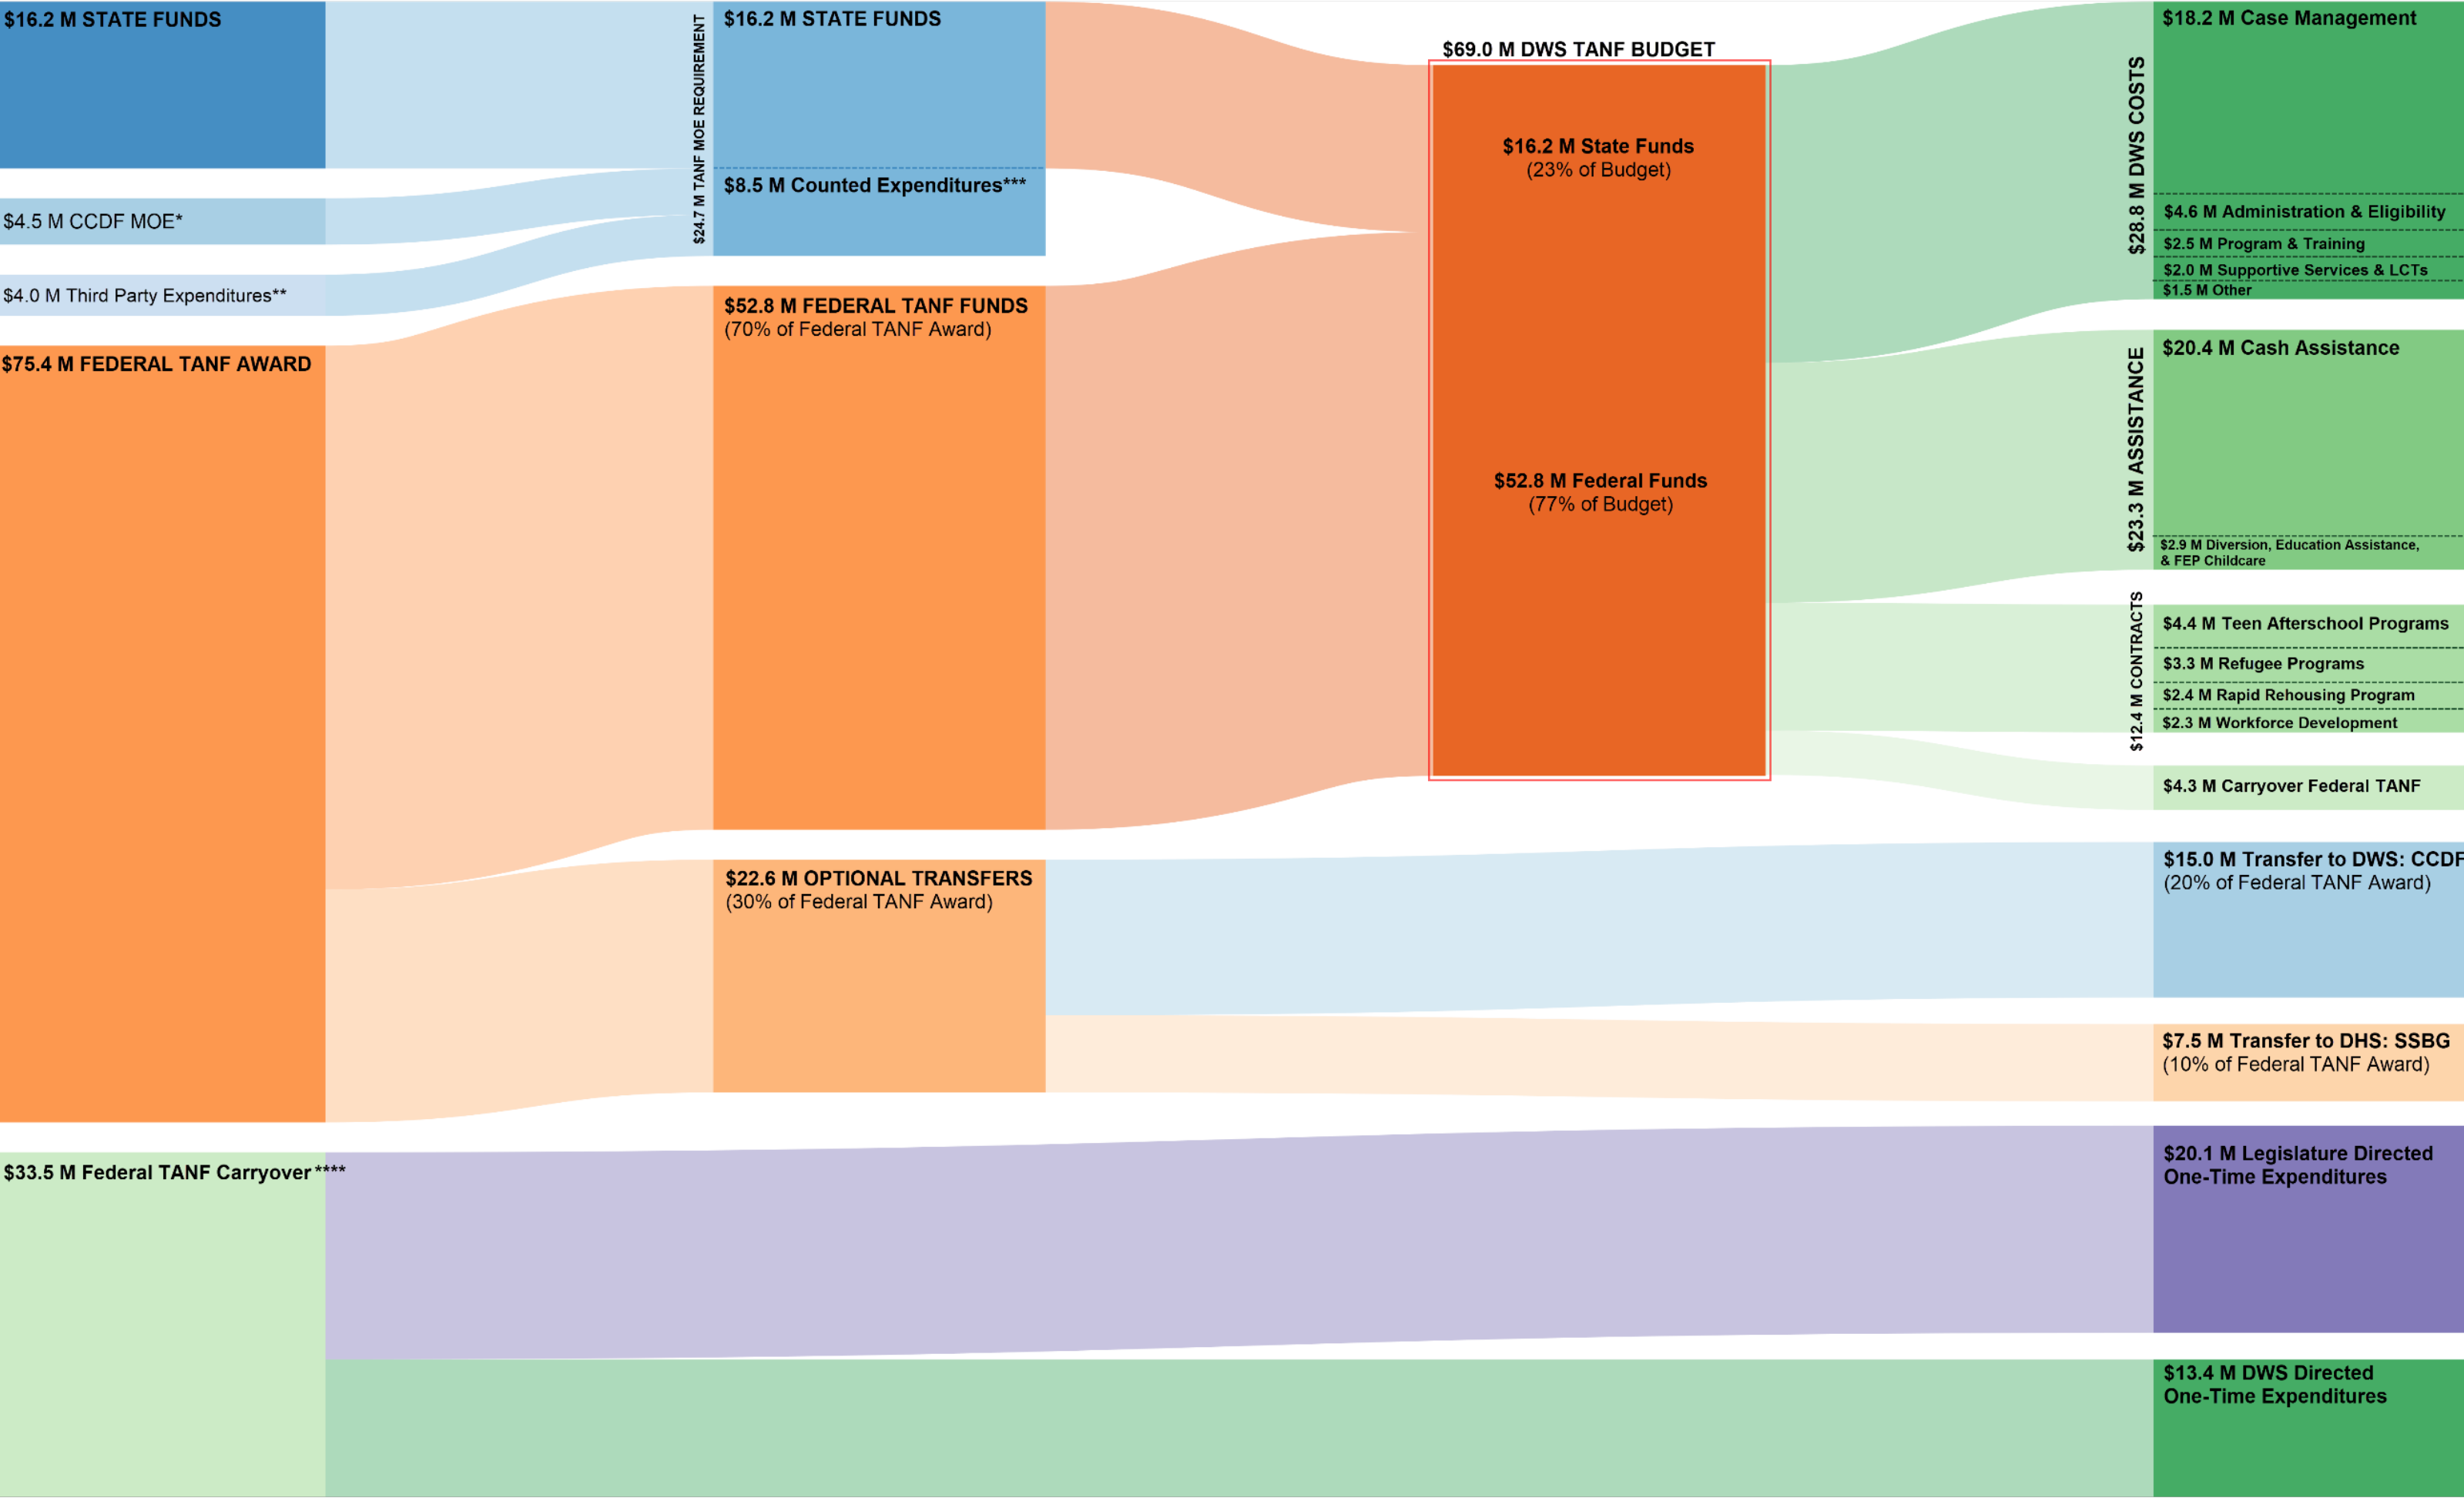 $16.2 M STATE FUNDS
$4.5 M CCDF MOE*
$4.0 M Third Party Expenditures**
$75.4 M FEDERAL TANF AWARD
$33.5 M Federal TANF Carryover****
$24.7 M TANF MOE REQUIREMENT
$16.2 M STATE FUNDS
$8.5 M Counted Expenditures***
$52.8 M FEDERAL TANF FUNDS
(70% of Federal TANF Award)
$22.6 M OPTIONAL TRANSFERS
(30% of Federal TANF Award)
$69.0 M DWS TANF BUDGET
$16.2 M State Funds
(23% of Budget)
$52.8 M Federal Funds
(77% of Budget)
$28.8 M DWS COSTS
$18.2 M Case Management
$4.6 M Administration & Eligibility
$2.5 M Program & Training
$2.0 M Supportive Services & LCTs
$1.5 M Other
$23.3 M ASSISTANCE
$20.4 M Cash Assistance
$2.9 M Diversion, Education Assistance,
& FEP Childcare
$12.4 M CONTRACTS
$4.4 M Teen Afterschool Programs
$3.3 M Refugee Programs
$2.4 M Rapid Rehousing Program
$2.3 M Workforce Development
$4.3 M Carryover Federal TANF
$15.0 M Transfer to DWS: CCDF
(20% of Federal TANF Award)
$7.5 M Transfer to DHS: SSBG
(10% of Federal TANF Award)
$20.1 M Legislature Directed
One-Time Expenditures
$13.4 M DWS Directed
One-Time Expenditures